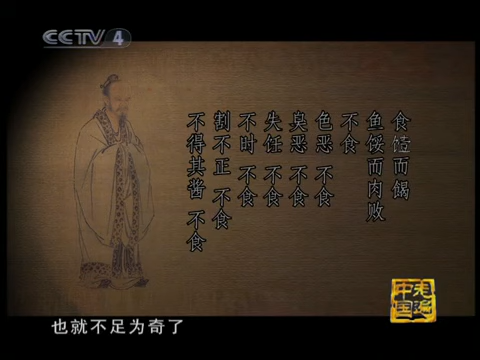 CCTV 4
食饐而餲
鱼馁而肉败
不食
色恶 不食
臭恶 不食
失饪 不食
不时 不食
割不正 不食
不得其酱 不食
走遍中国
也就不足为奇了